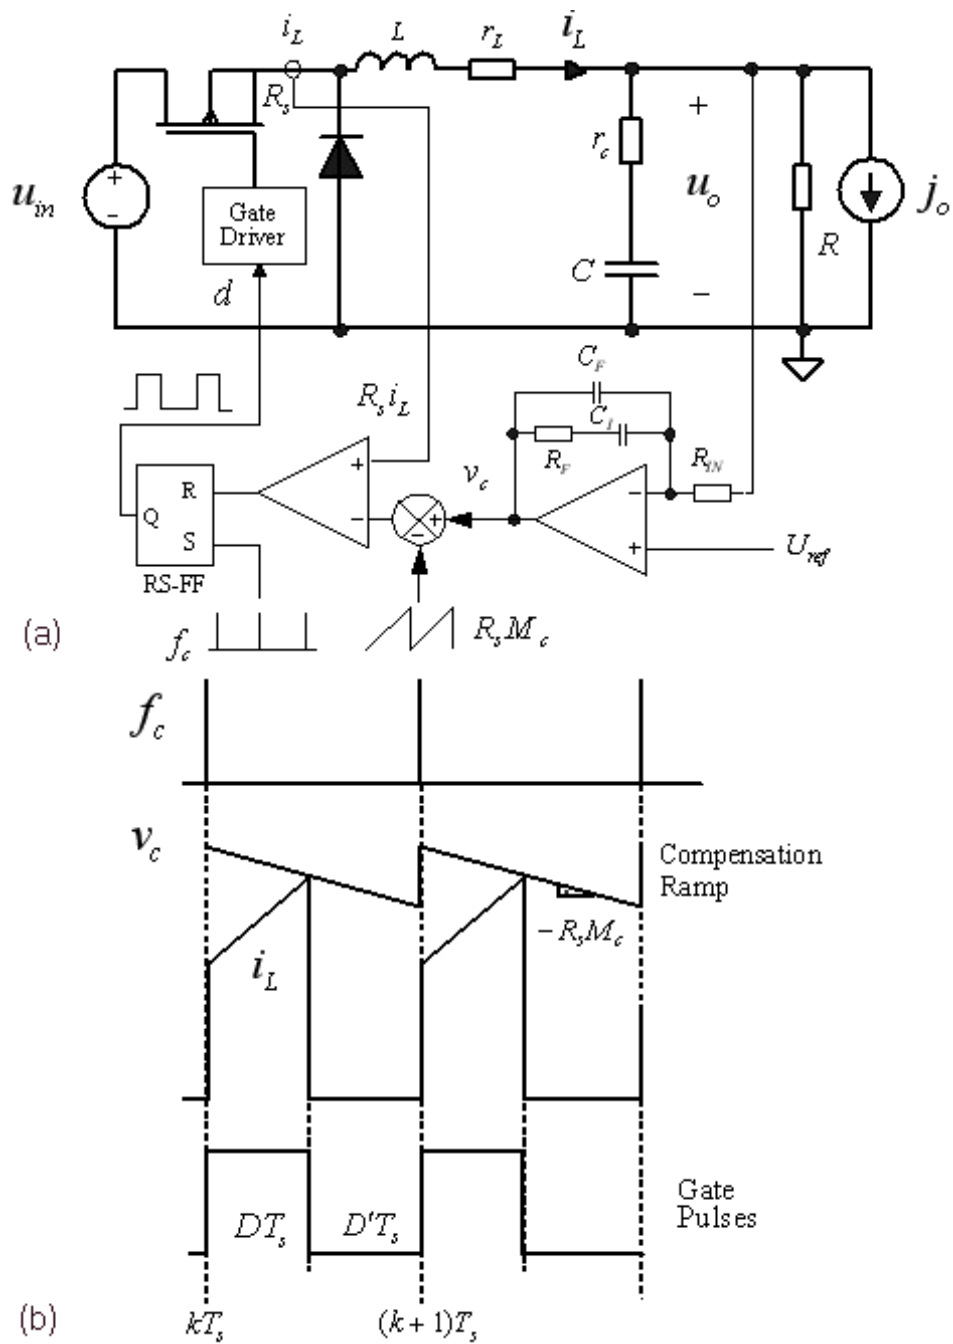 i_L L r_L i_L
R_s
+
r_c
u_in + - Gate Driver u_o j_o
R
d C -
C_F
R_s i_L C_I
R_F R_IN
v_c
+ -
R
Q - + - +
S U_ref
RS-FF
(a) f_c R_s M_c
f_c
v_c
Compensation
Ramp
- R_s M_c
i_L
Gate
Pulses
DT_s D'T_s
(b) kT_s (k + 1)T_s